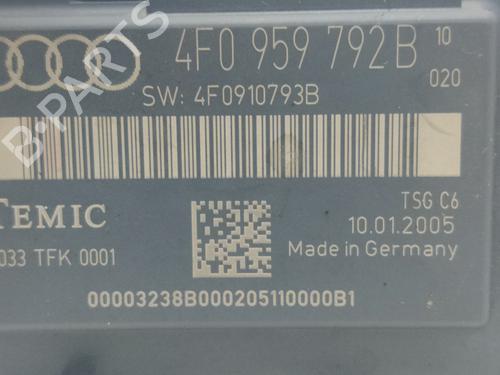 B-PARTS
4F0 959 792B 10
020
SW: 4F0910793B
TEMIC
TSG C6
10.01.2005
033 TFK 0001
Made in Germany
00003238B000205110000B1